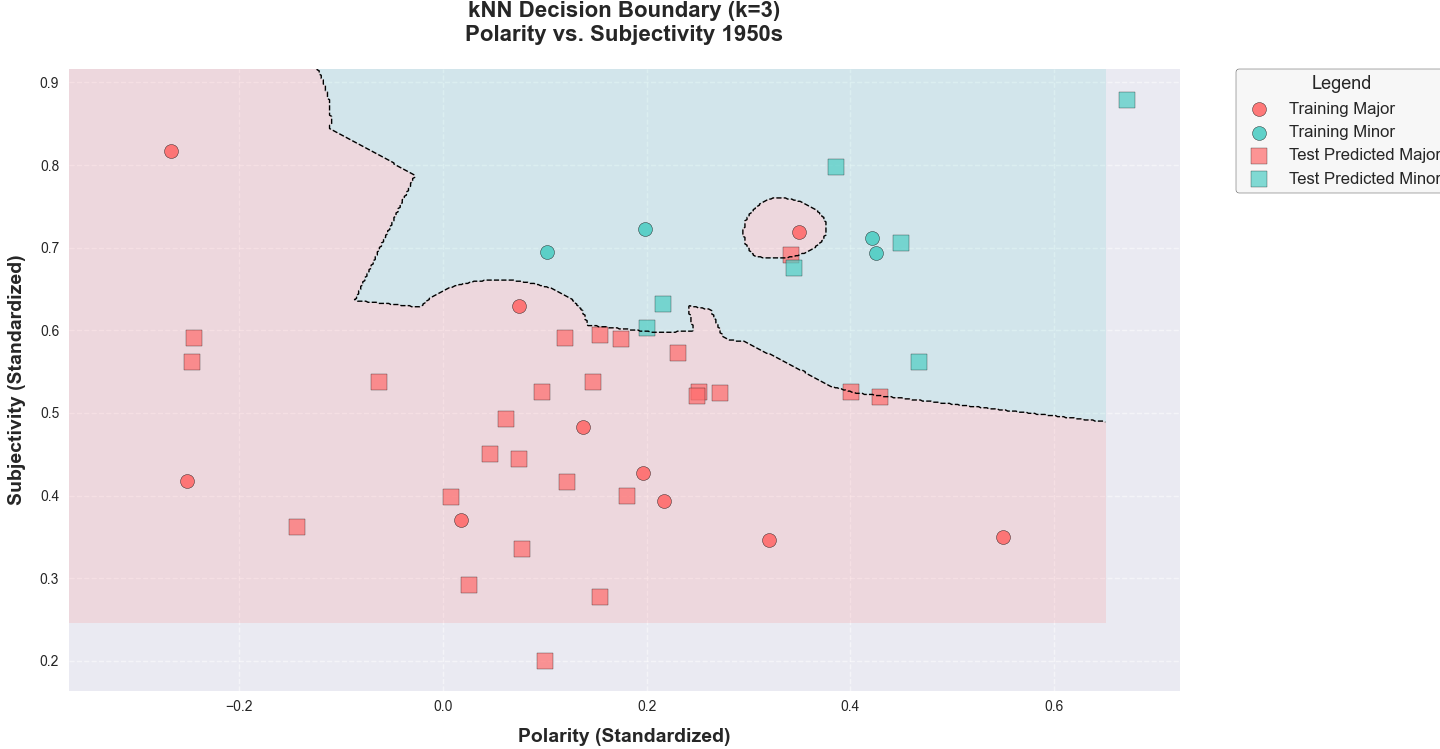 kNN Decision Boundary (k=3)
Polarity vs. Subjectivity 1950s
Legend
Training Major
Training Minor
Test Predicted Major
Test Predicted Minor
Subjectivity (Standardized)
0.9
0.8
0.7
0.6
0.5
0.4
0.3
0.2
−0.2
0.0
0.2
0.4
0.6
Polarity (Standardized)